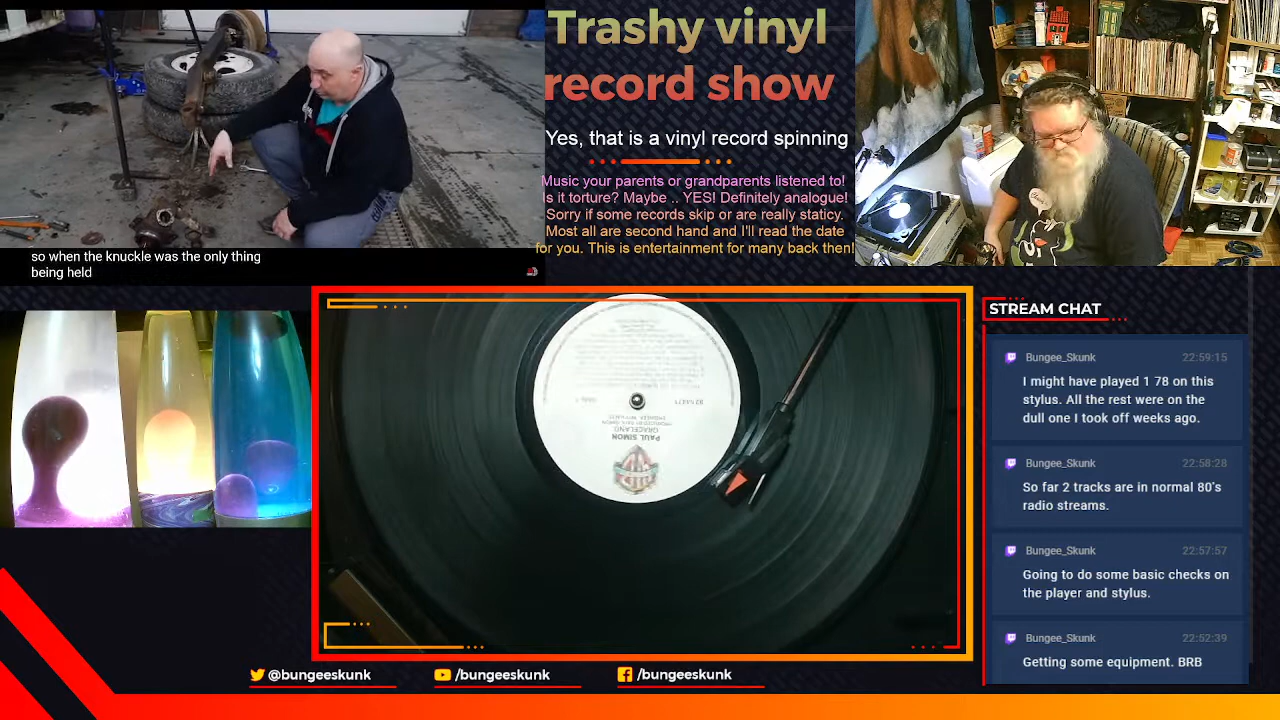 Trashy vinyl
record show
Yes, that is a vinyl record spinning
Music your parents or grandparents listened to!
Is it torture? Maybe .. YES! Definitely analogue!
Sorry if some records skip or are really staticy.
Most all are second hand and I'll read the date
for you. This is entertainment for many back then!
so when the knuckle was the only thing
being held
PAUL SIMON
GRACELAND
STREAM CHAT
Bungee_Skunk 22:59:15
I might have played 1 78 on this
stylus. All the rest were on the
dull one I took off weeks ago.
Bungee_Skunk 22:58:28
So far 2 tracks are in normal 80's
radio streams.
Bungee_Skunk 22:57:57
Going to do some basic checks on
the player and stylus.
Bungee_Skunk 22:52:39
Getting some equipment. BRB
@bungeeskunk
/bungeeskunk
/bungeeskunk